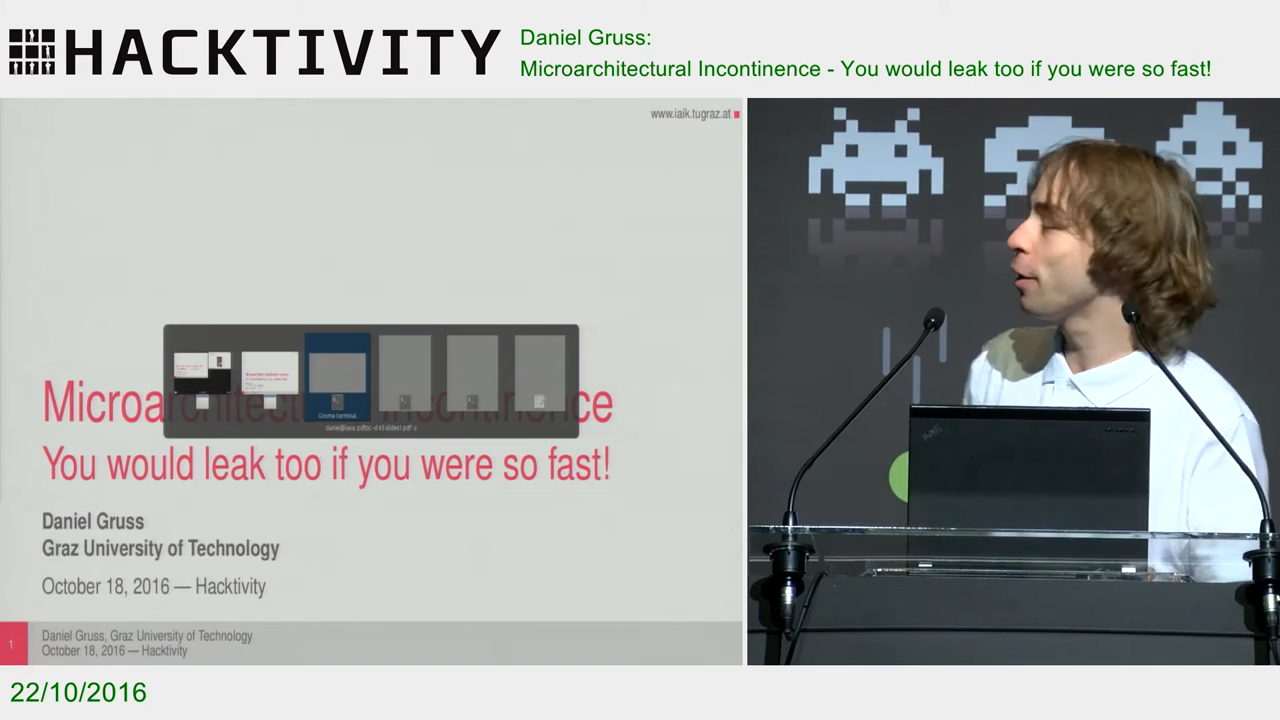 HACKTIVITY
Daniel Gruss:
Microarchitectural Incontinence - You would leak too if you were so fast!
www.iaik.tugraz.at
Microarchitectural Incontinence
Gnome terminal
You would leak too if you were so fast!
Daniel Gruss
Graz University of Technology
October 18, 2016 — Hacktivity
1
Daniel Gruss, Graz University of Technology
October 18, 2016 — Hacktivity
22/10/2016